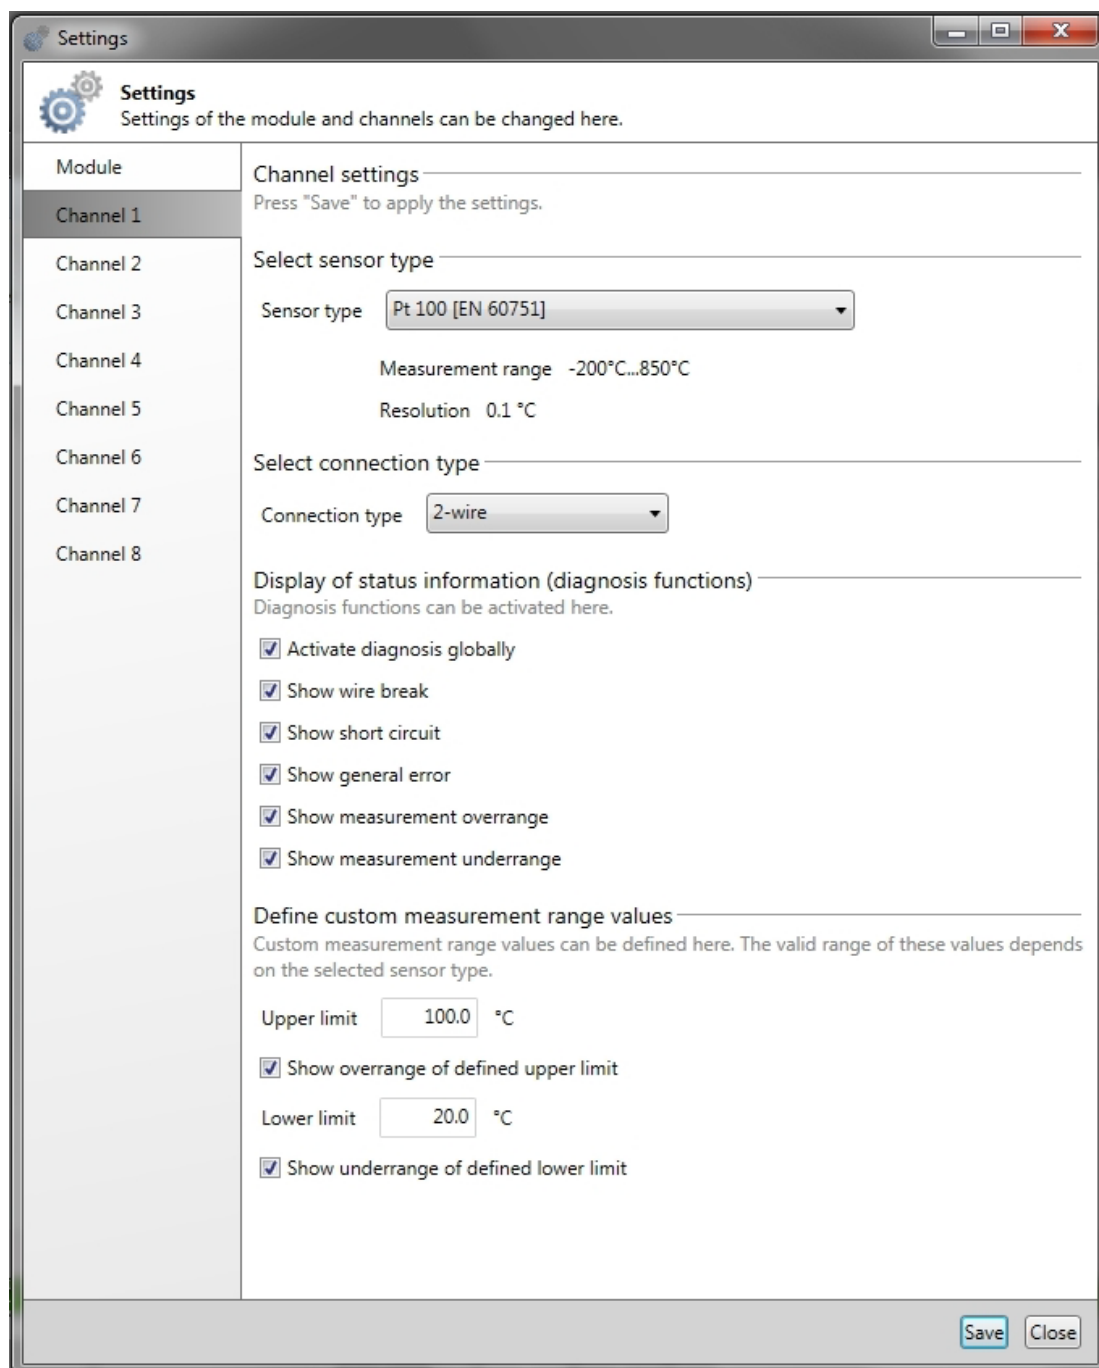 Settings
Settings
Settings of the module and channels can be changed here.
Module
Channel 1
Channel 2
Channel 3
Channel 4
Channel 5
Channel 6
Channel 7
Channel 8
Channel settings
Press "Save" to apply the settings.
Select sensor type
Sensor type Pt 100 [EN 60751]
Measurement range -200°C...850°C
Resolution 0.1 °C
Select connection type
Connection type 2-wire
Display of status information (diagnosis functions)
Diagnosis functions can be activated here.
Activate diagnosis globally
Show wire break
Show short circuit
Show general error
Show measurement overrange
Show measurement underrange
Define custom measurement range values
Custom measurement range values can be defined here. The valid range of these values depends
on the selected sensor type.
Upper limit 100.0 °C
Show overrange of defined upper limit
Lower limit 20.0 °C
Show underrange of defined lower limit
Save Close